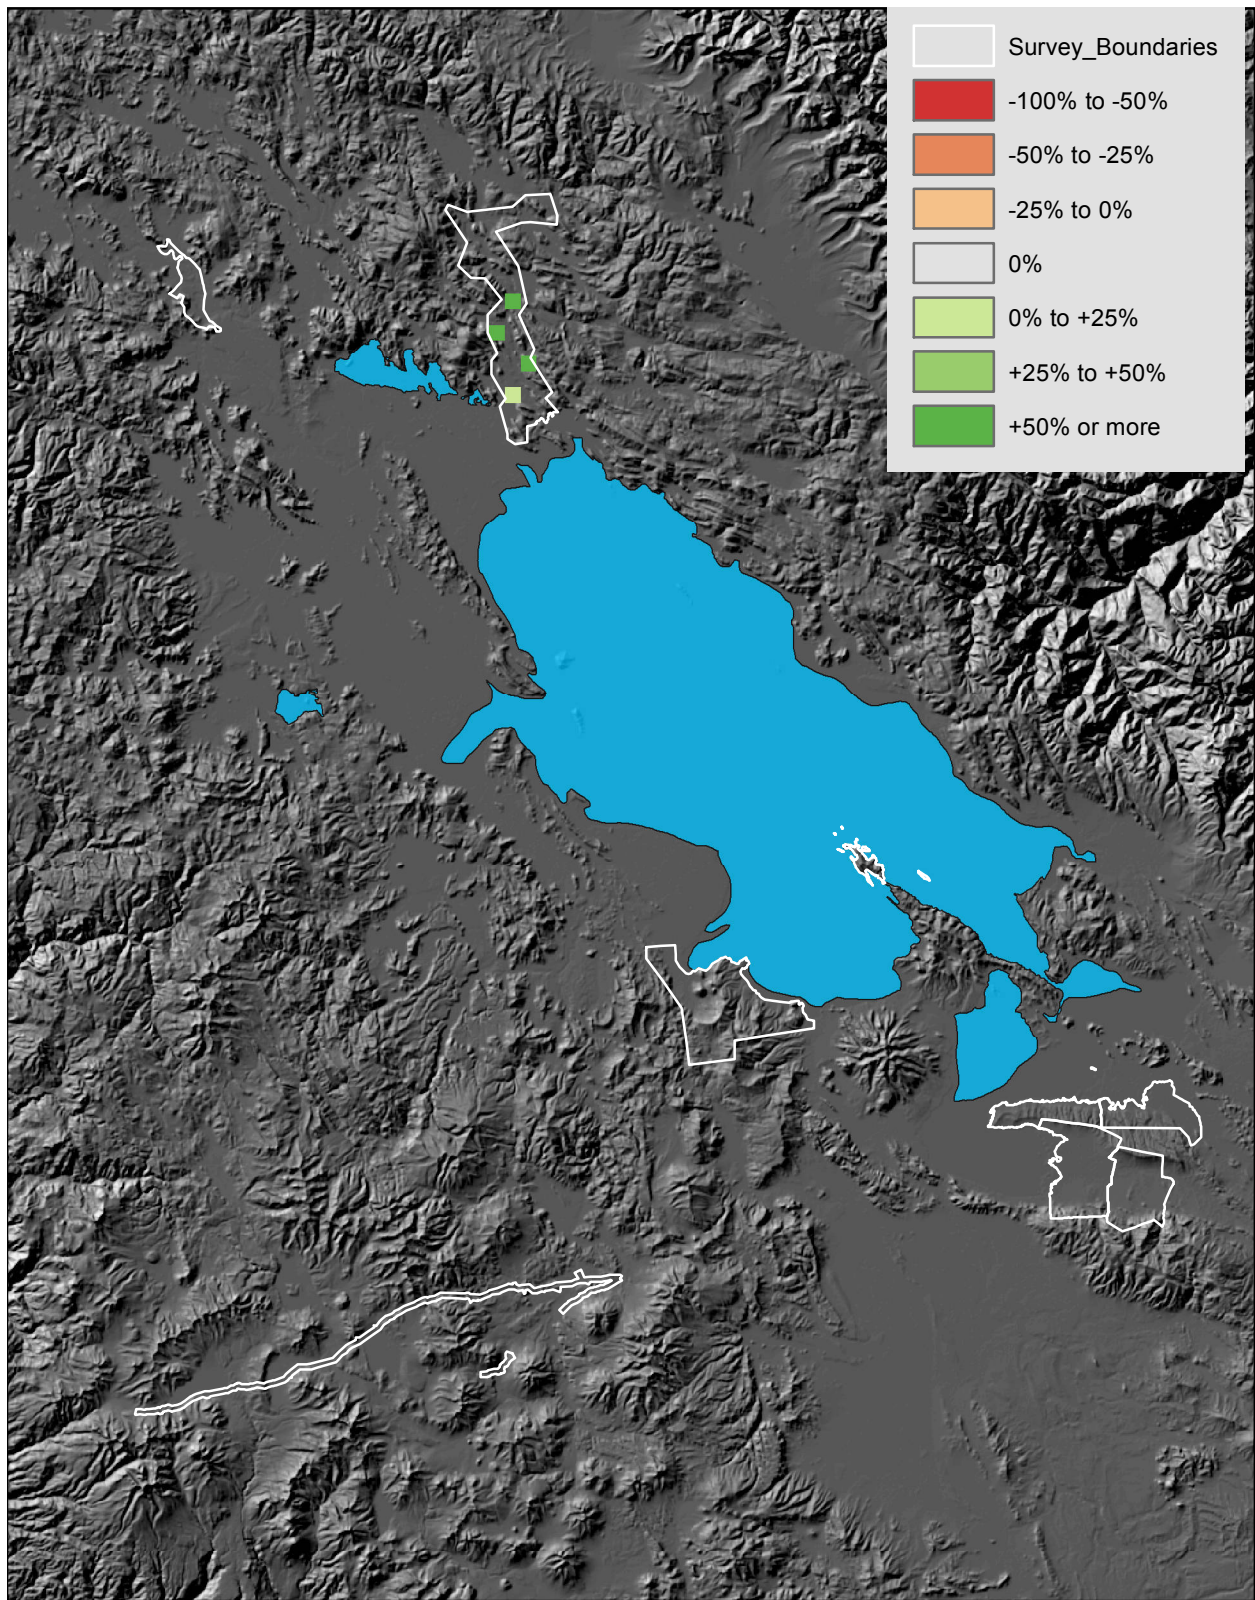 Survey_Boundaries
-100% to -50%
-50% to -25%
-25% to 0%
0%
0% to +25%
+25% to +50%
+50% or more